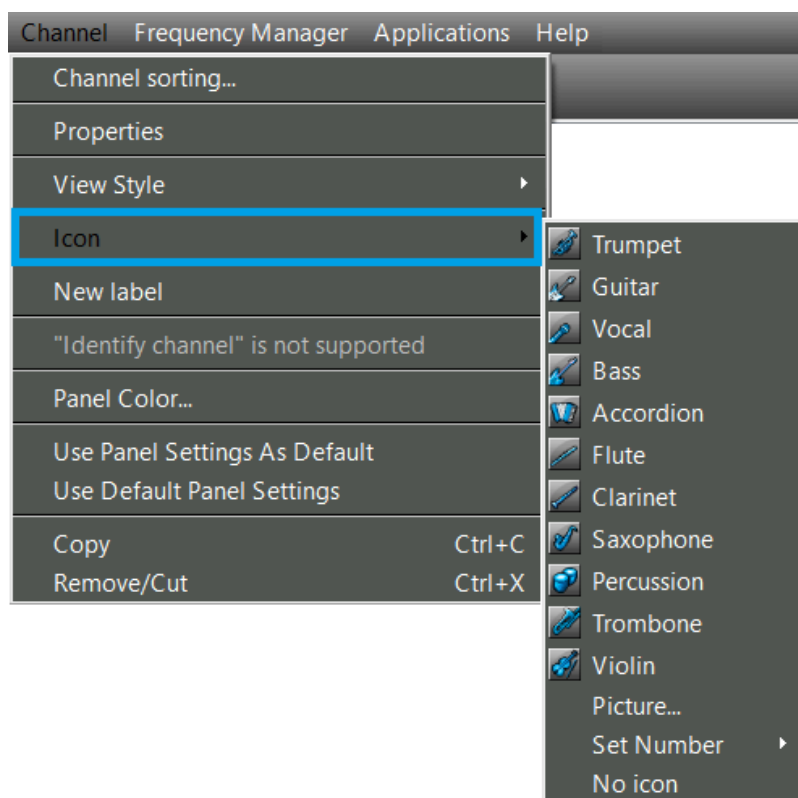 Channel Frequency Manager Applications Help
Channel sorting...
Properties
View Style
Icon
New label
"Identify channel" is not supported
Panel Color...
Use Panel Settings As Default
Use Default Panel Settings
Copy Ctrl+C
Remove/Cut Ctrl+X
Trumpet
Guitar
Vocal
Bass
Accordion
Flute
Clarinet
Saxophone
Percussion
Trombone
Violin
Picture...
Set Number
No icon